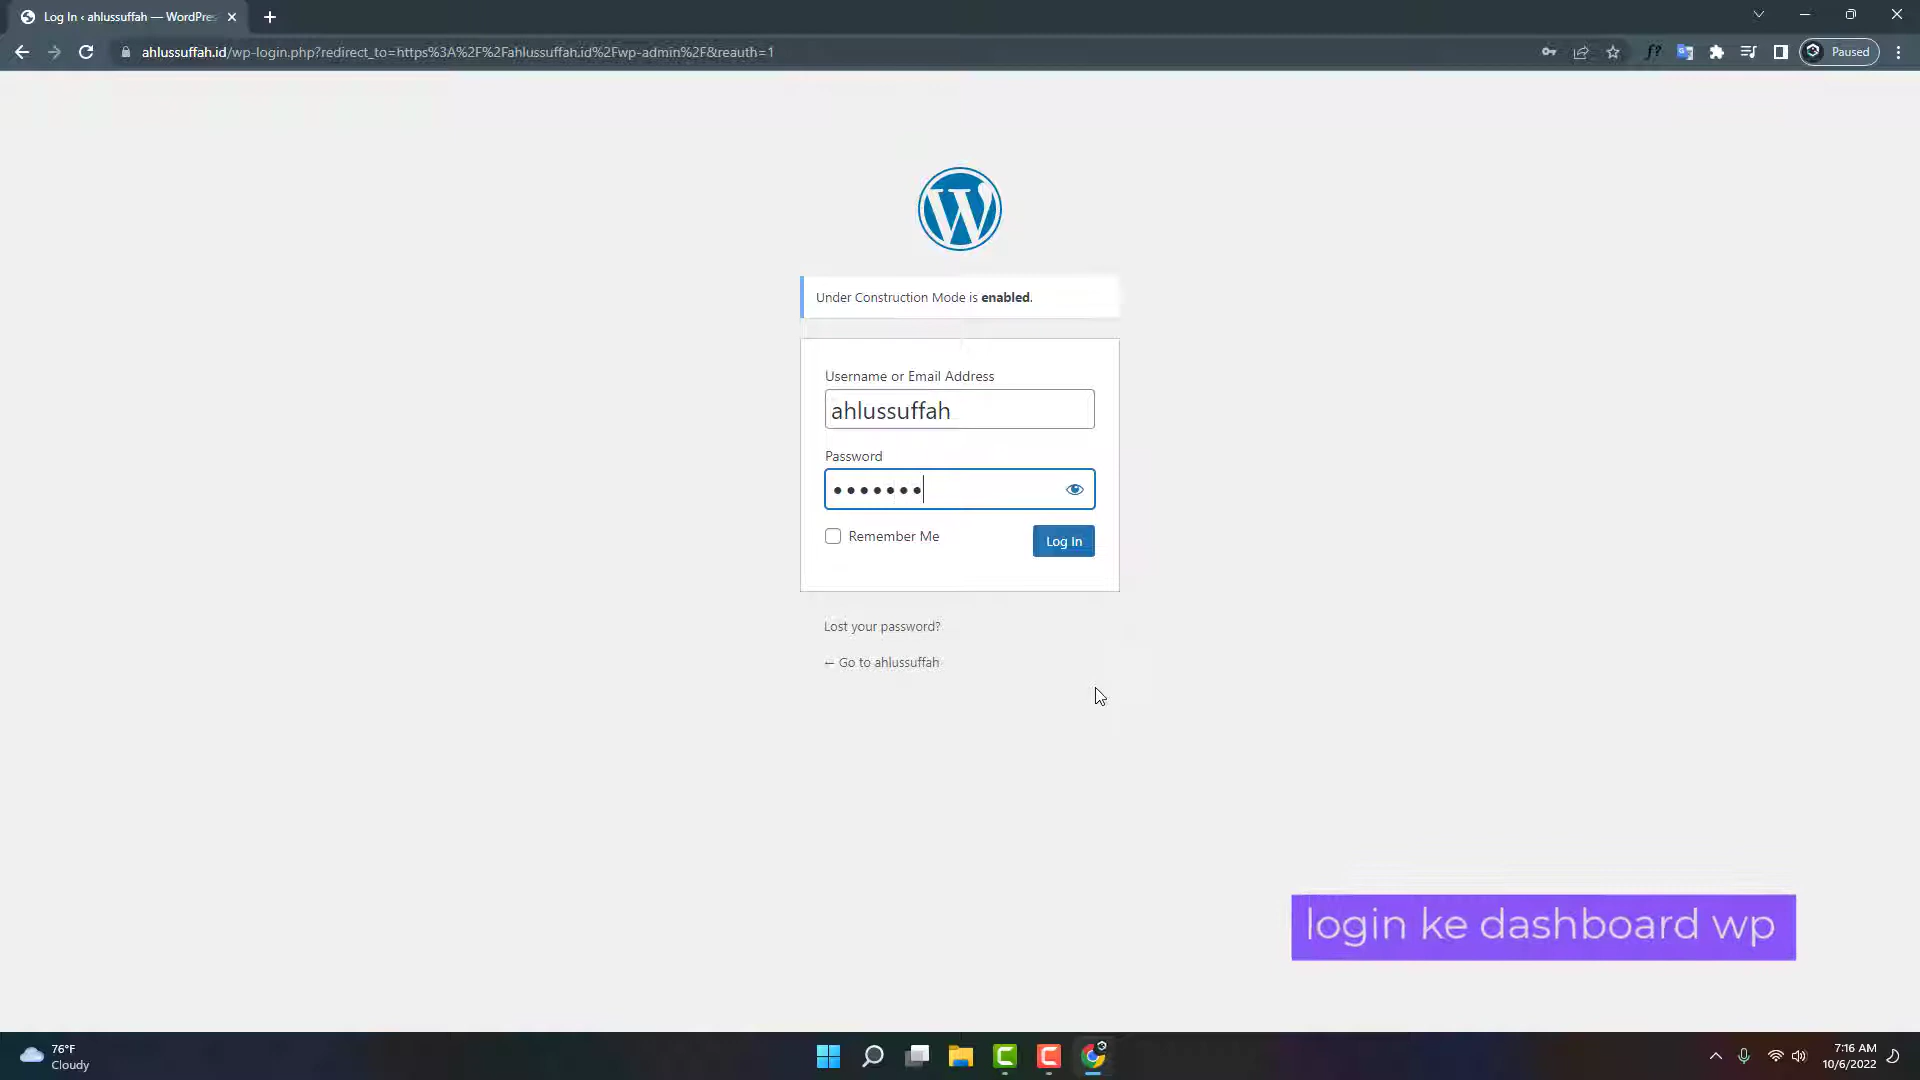 Log In ‹ ahlussuffah — WordPres
ahlussuffah.id/wp-login.php?redirect_to=https%3A%2F%2Fahlussuffah.id%2Fwp-admin%2F&reauth=1
Paused
Under Construction Mode is enabled.
Username or Email Address
ahlussuffah
Password
Remember Me
Log In
Lost your password?
← Go to ahlussuffah
login ke dashboard wp
76°F
Cloudy
7:16 AM
10/6/2022